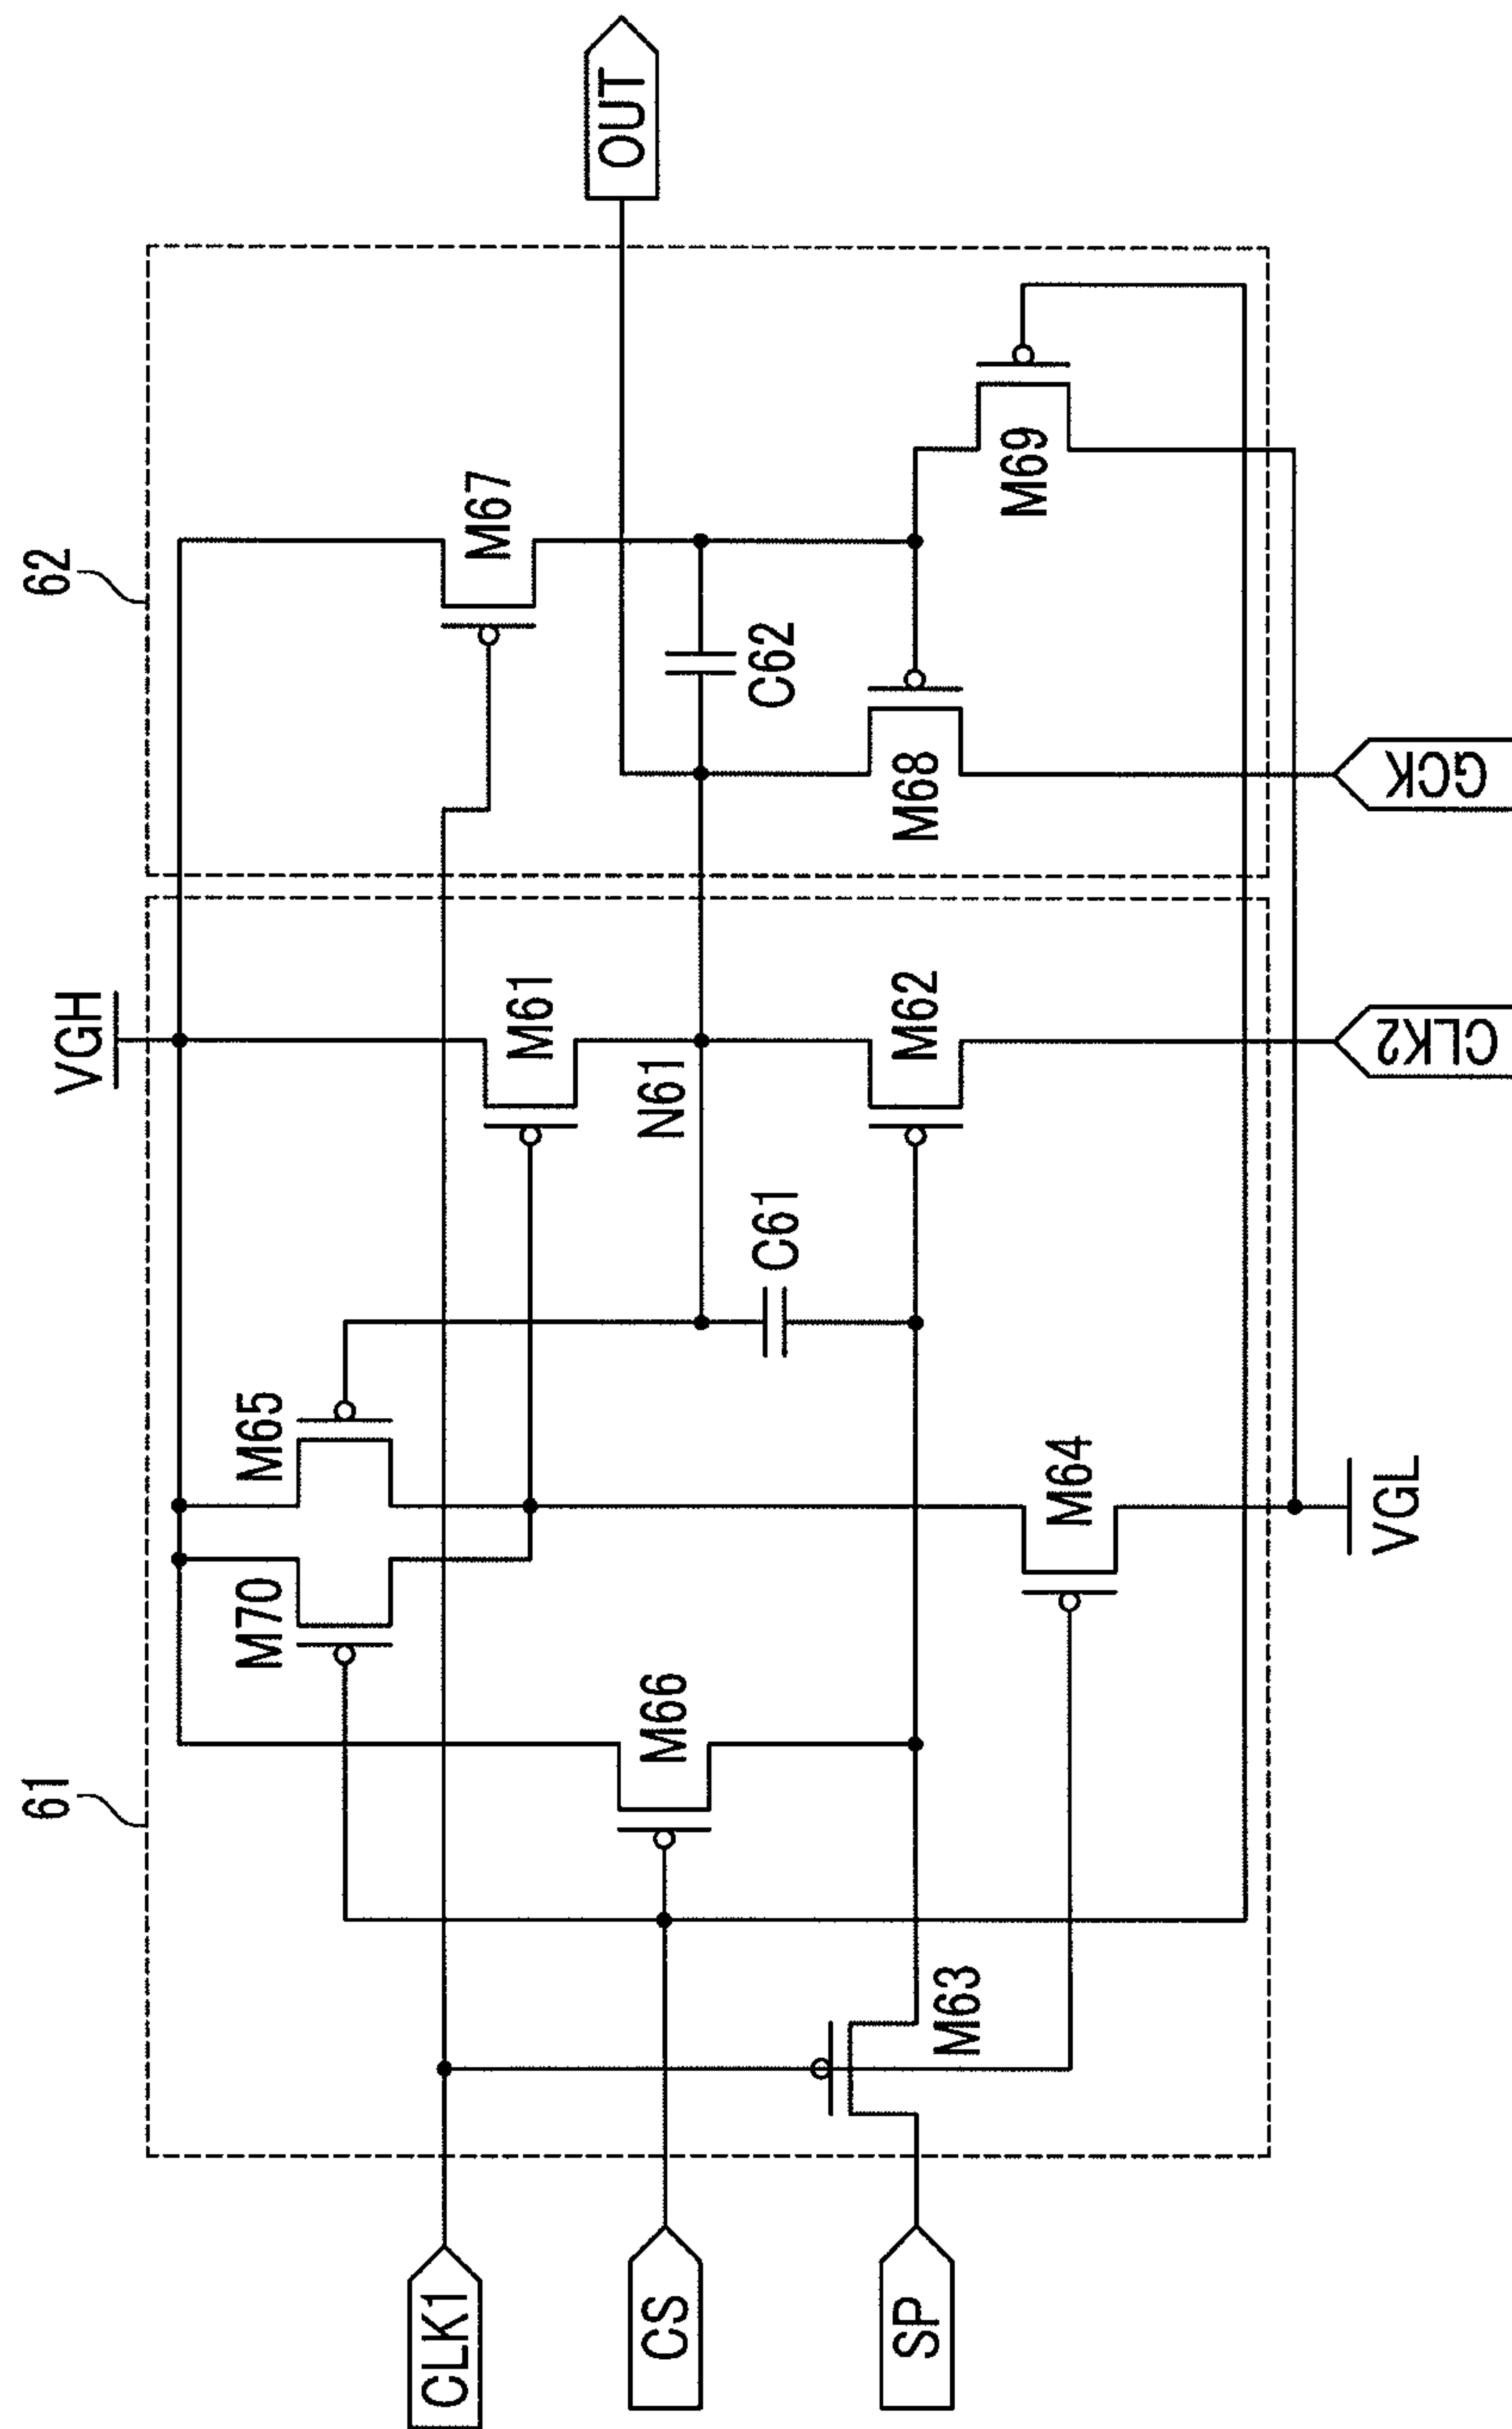 61
62
VGH
M70
M65
M67
OUT
CLK1
M66
M61
N61
CS
C61
C62
M62
M68
SP
M63
M64
M69
VGL
CLK2
GCK